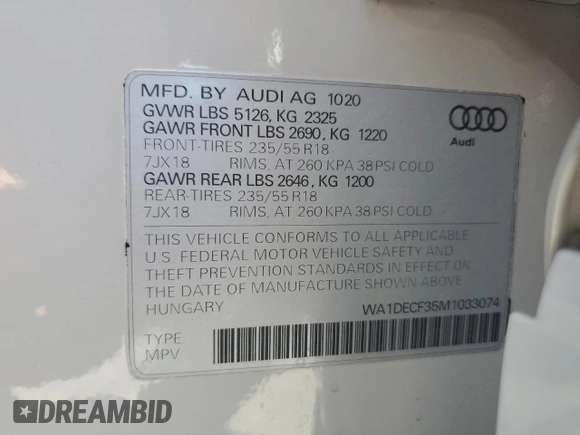 MFD. BY AUDI AG 1020
GVWR LBS 5126, KG 2325
GAWR FRONT LBS 2690, KG 1220
FRONT-TIRES 235/55 R18
7JX18 RIMS, AT 260 KPA 38 PSI COLD
GAWR REAR LBS 2646, KG 1200
REAR-TIRES 235/55 R18
7JX18 RIMS, AT 260 KPA 38 PSI COLD
Audi
THIS VEHICLE CONFORMS TO ALL APPLICABLE
U.S. FEDERAL MOTOR VEHICLE SAFETY AND
THEFT PREVENTION STANDARDS IN EFFECT ON
THE DATE OF MANUFACTURE SHOWN ABOVE
HUNGARY WA1DECF35M1033074
TYPE
MPV
DREAMBID